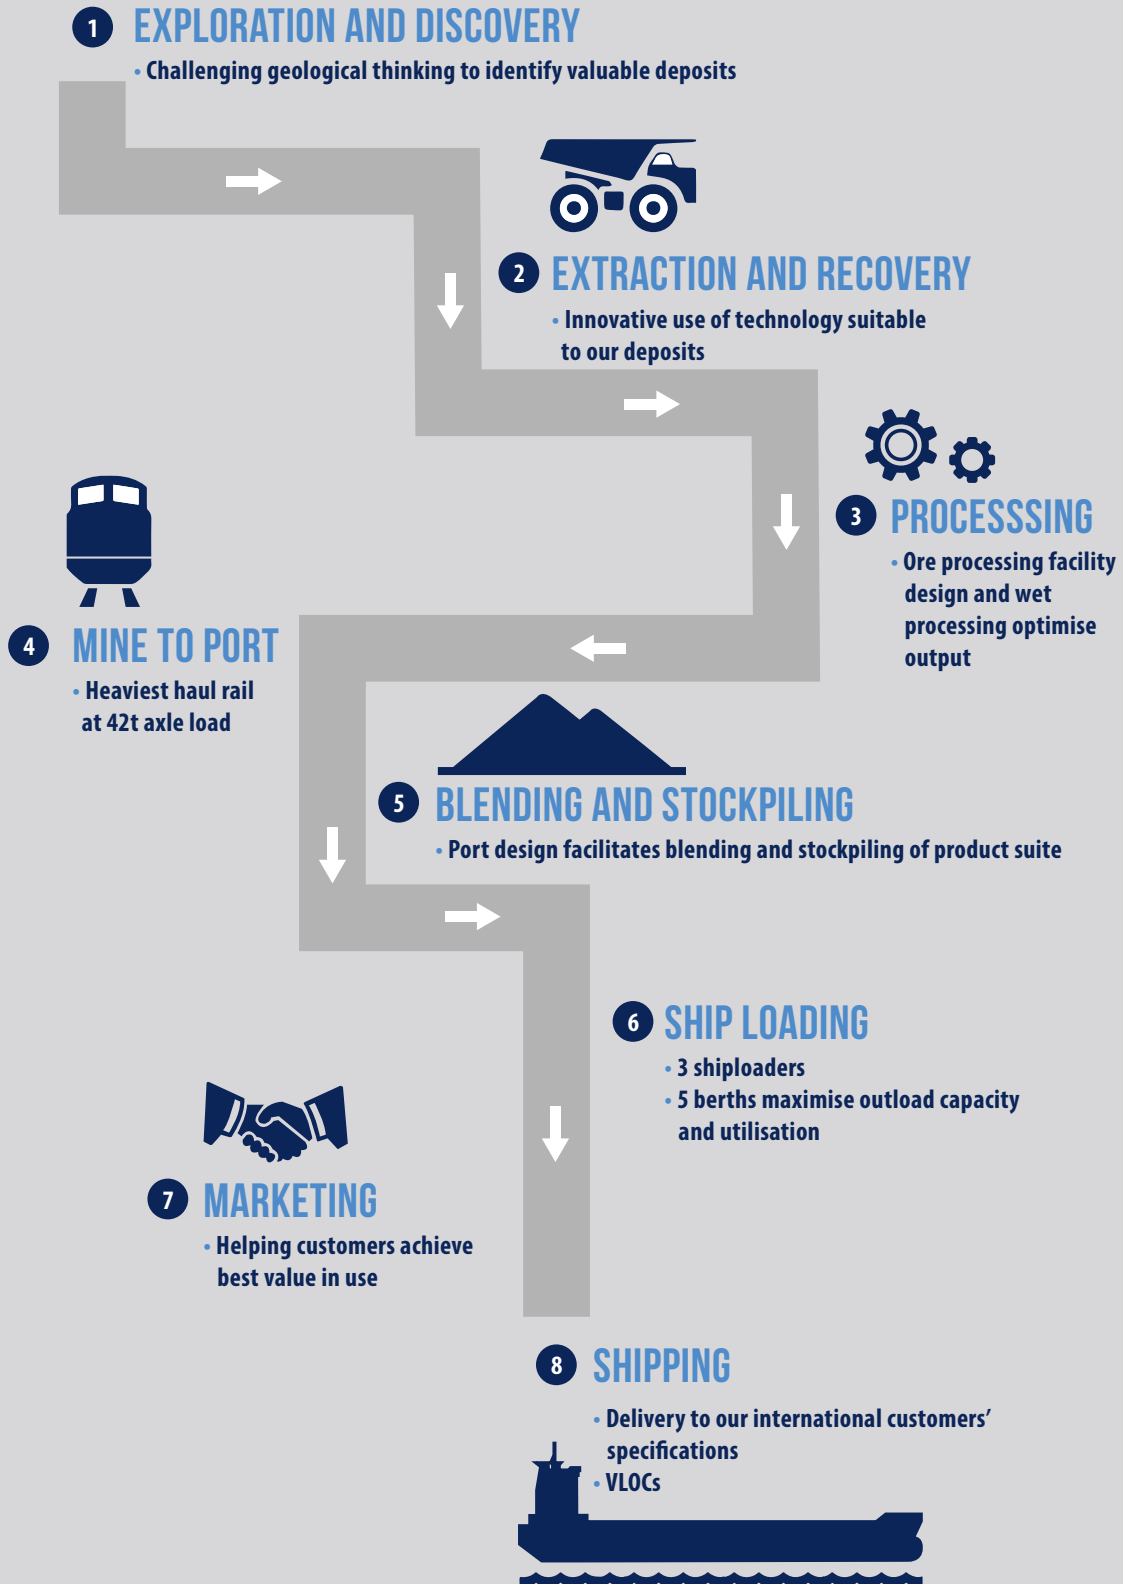 1 EXPLORATION AND DISCOVERY
• Challenging geological thinking to identify valuable deposits
2 EXTRACTION AND RECOVERY
• Innovative use of technology suitable
to our deposits
3 PROCESSSING
• Ore processing facility
design and wet
processing optimise
output
4 MINE TO PORT
• Heaviest haul rail
at 42t axle load
5 BLENDING AND STOCKPILING
• Port design facilitates blending and stockpiling of product suite
6 SHIP LOADING
• 3 shiploaders
• 5 berths maximise outload capacity
and utilisation
7 MARKETING
• Helping customers achieve
best value in use
8 SHIPPING
• Delivery to our international customers’
specifications
• VLOCs